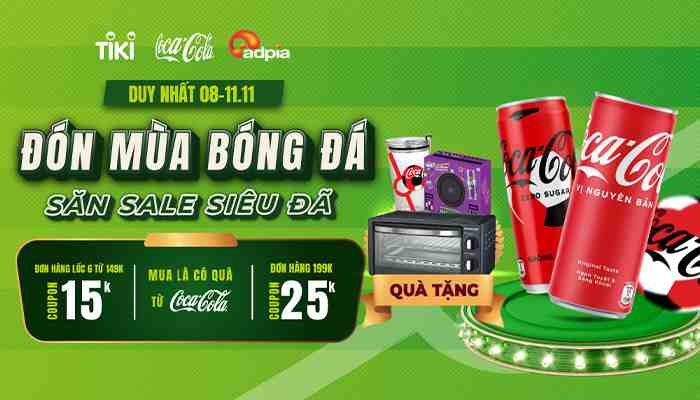 TIKI
Coca-Cola
adpia
DUY NHẤT 08-11.11
ĐÓN MÙA BÓNG ĐÁ
SĂN SALE SIÊU ĐÃ
ĐƠN HÀNG LỐC 6 TỪ 149K
COUPON 15K
MUA LÀ CÓ QUÀ
TỪ Coca-Cola
ĐƠN HÀNG 199K
COUPON 25K
QUÀ TẶNG
Coca-Cola
ZERO SUGAR
Coca-Cola
VỊ NGUYÊN BẢN
Original Taste